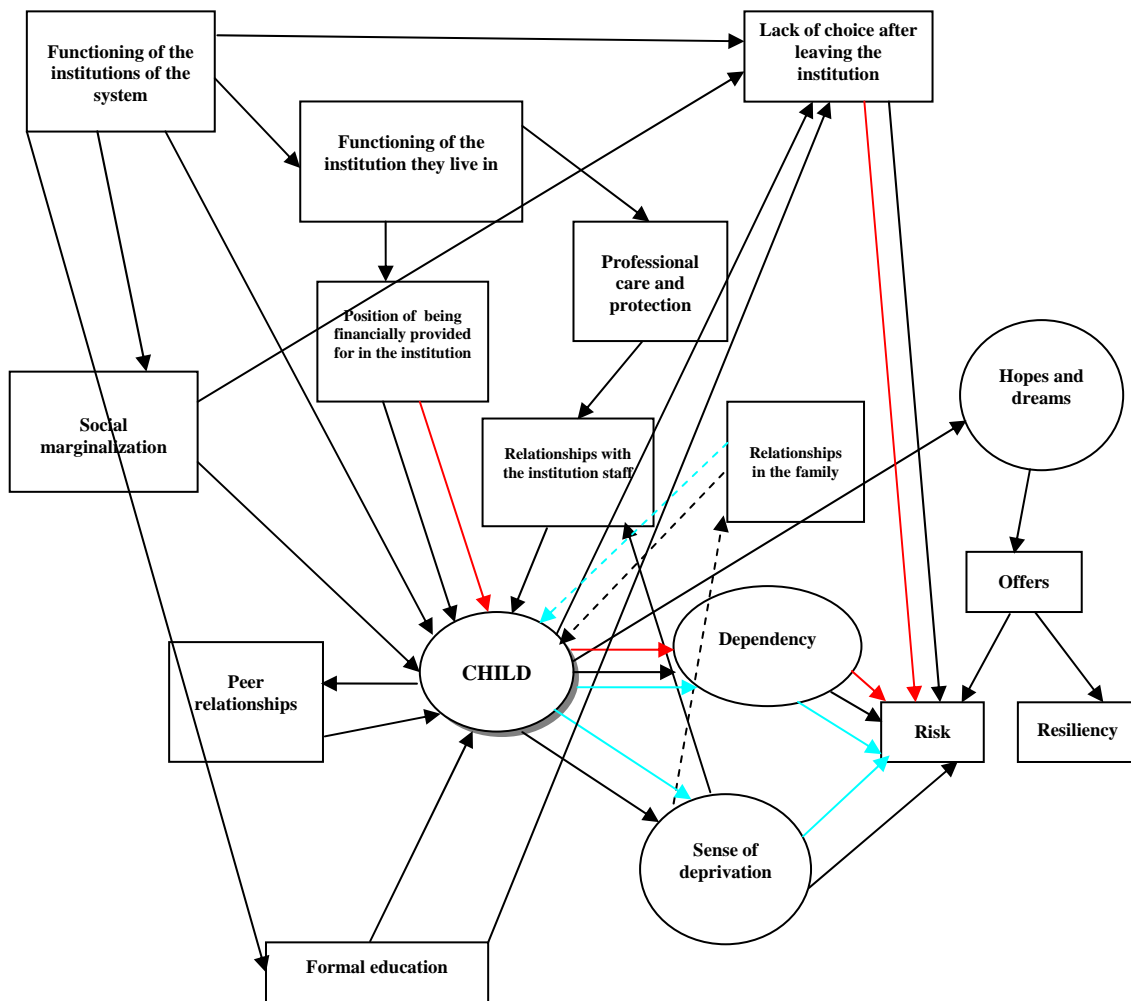 Functioning of the
institutions of the
system
Lack of choice after
leaving the
institution
Functioning of the
institution they live in
Professional
care and
protection
Position of being
financially provided
for in the institution
Hopes and
dreams
Social
marginalization
Relationships with
the institution staff
Relationships
in the family
Offers
Dependency
CHILD
Peer
relationships
Risk
Resiliency
Sense of
deprivation
Formal education